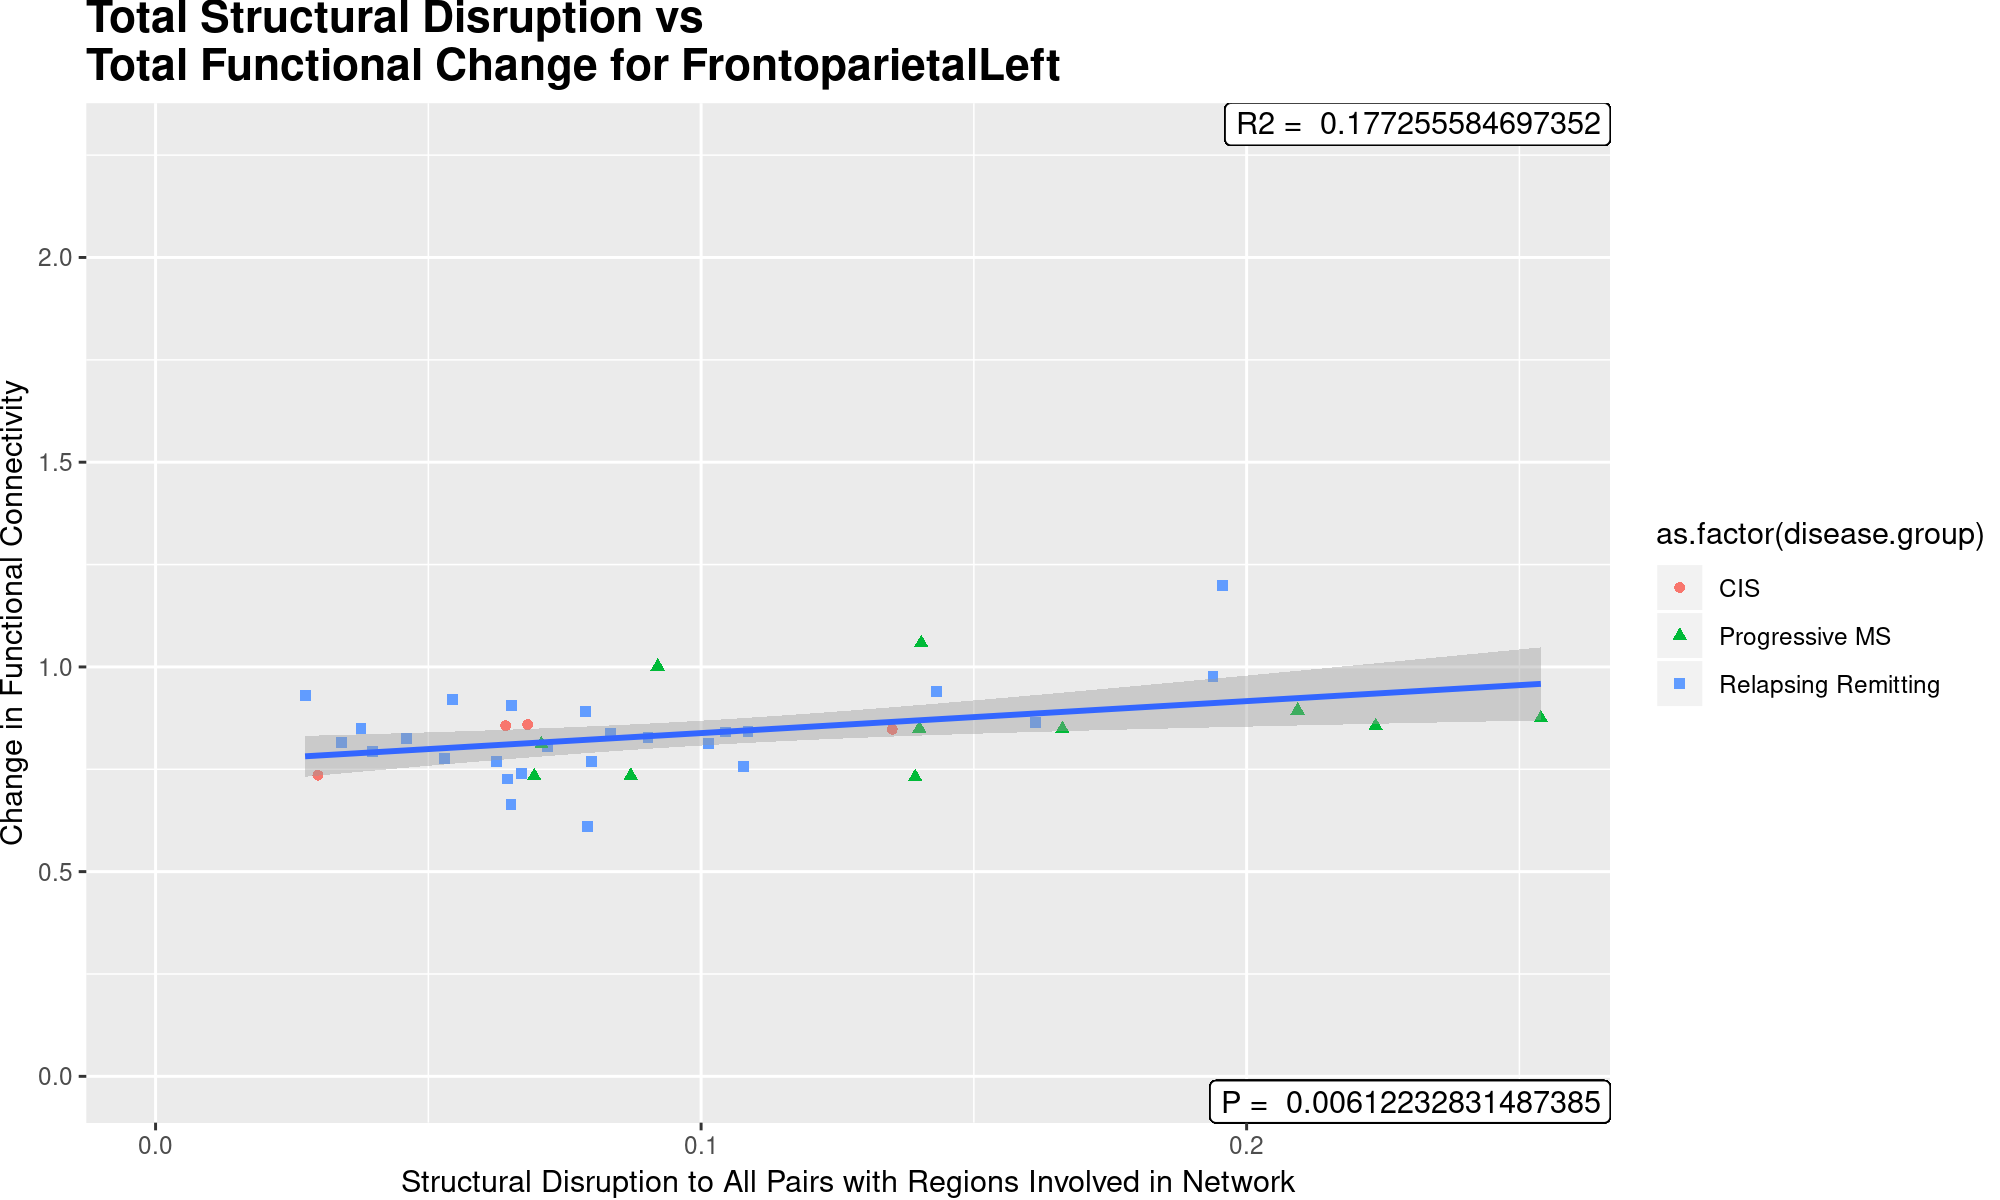 Total Structural Disruption vs
Total Functional Change for FrontoparietalLeft
R2 =  0.177255584697352
2.0
1.5
1.0
0.5
0.0
Change in Functional Connectivity
P =  0.00612232831487385
0.0
0.1
0.2
Structural Disruption to All Pairs with Regions Involved in Network
as.factor(disease.group)
CIS
Progressive MS
Relapsing Remitting